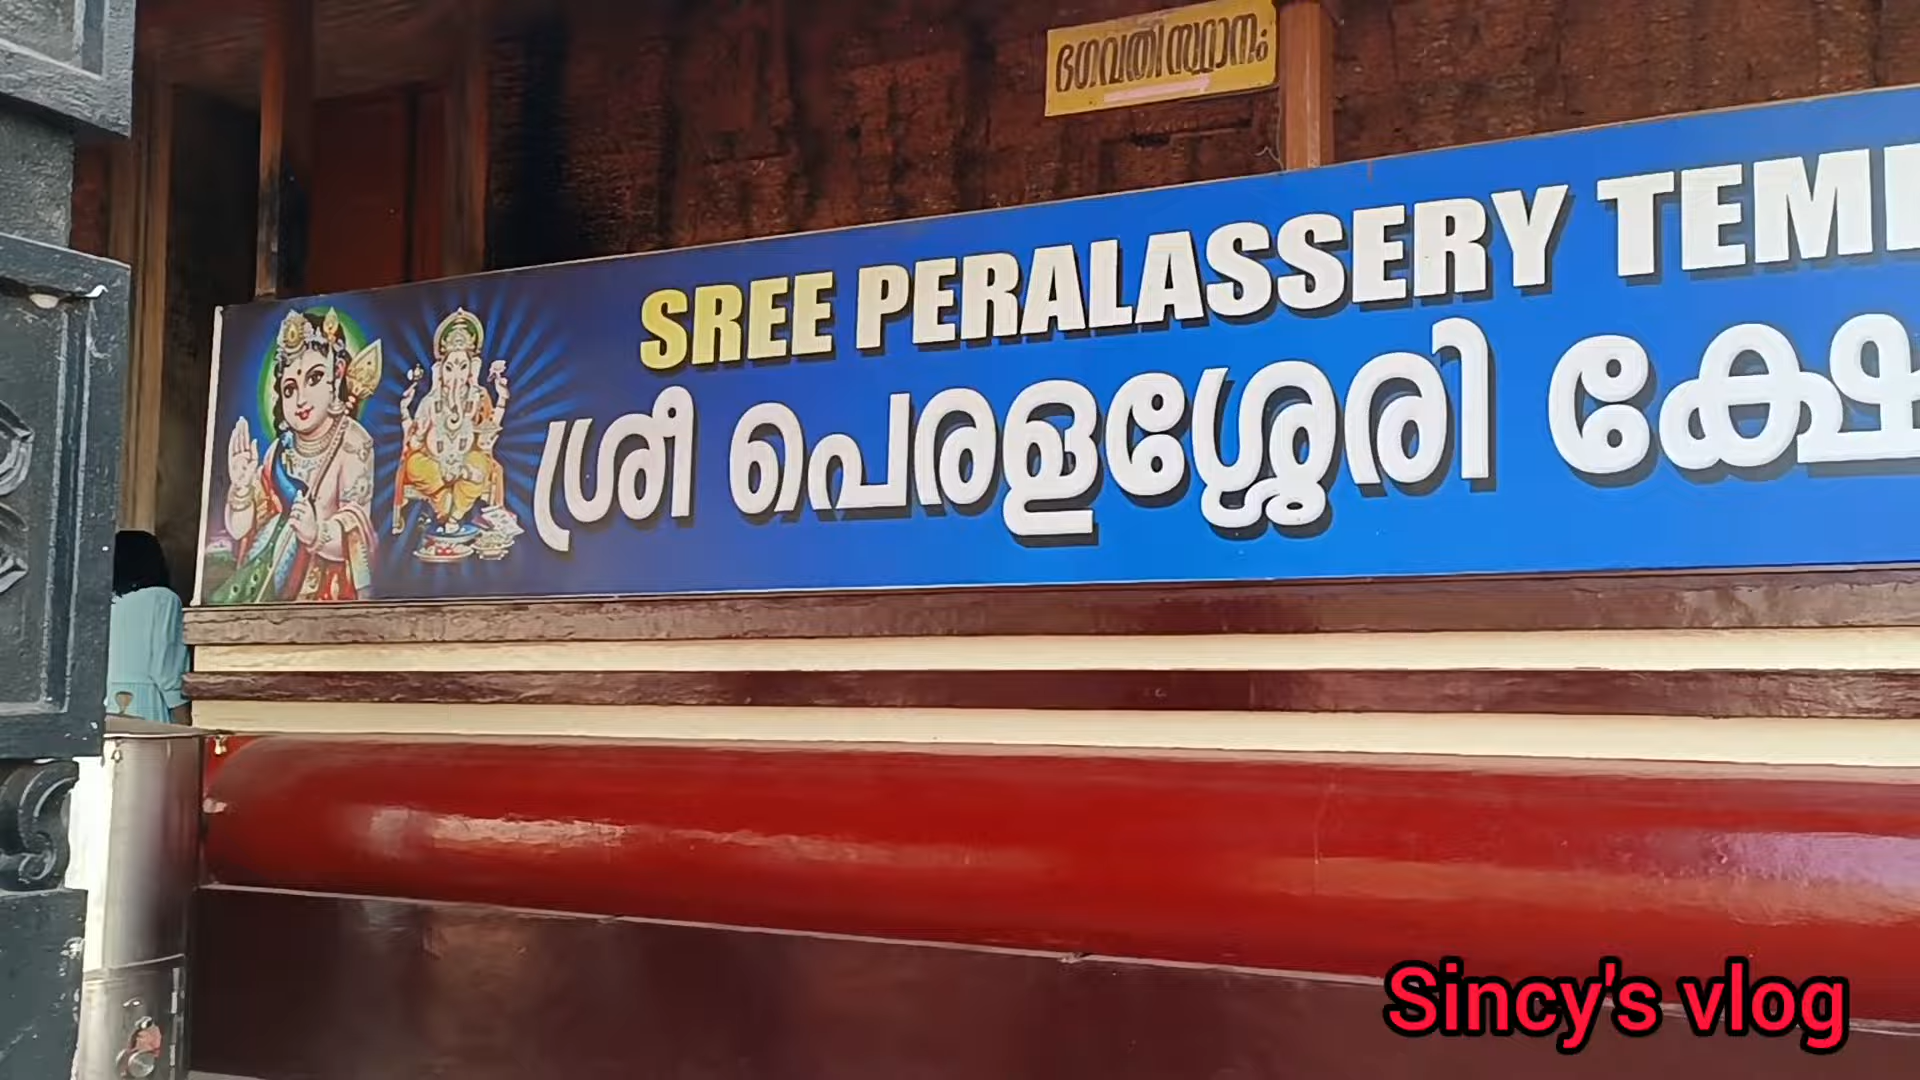 ഭഗവതി സ്ഥാനം
SREE PERALASSERY TEM
ശ്രീ പെരളശ്ശേരി ക്ഷേ
Sincy's vlog